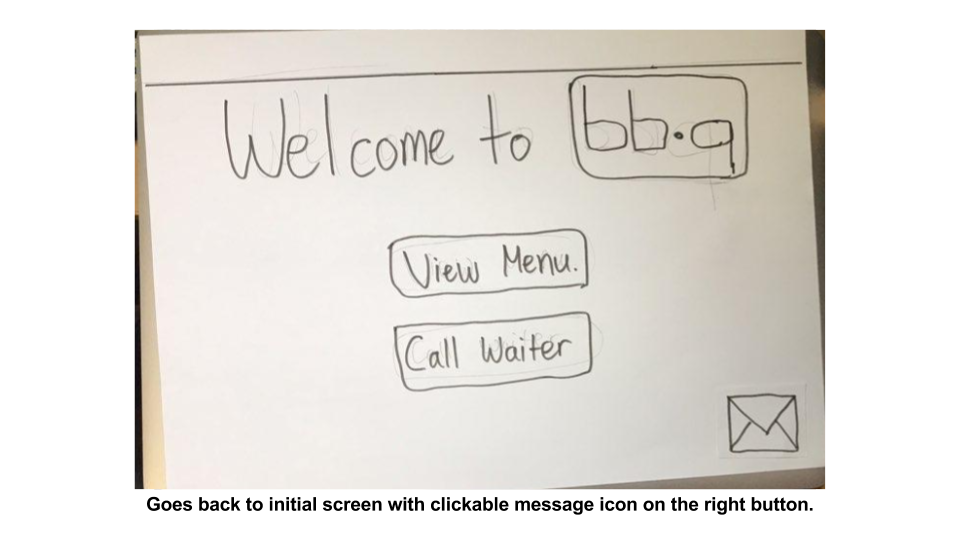 Welcome to bb.q
View Menu.
Call Waiter
Goes back to initial screen with clickable message icon on the right button.